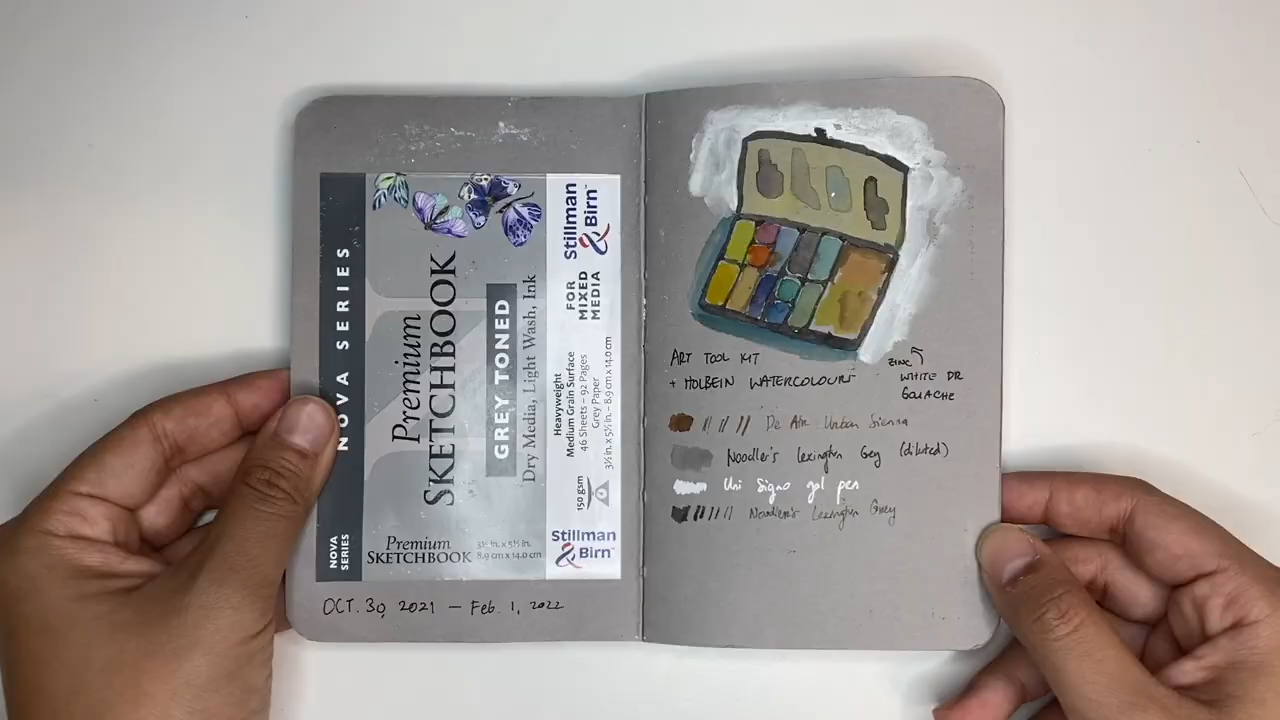 NOVA SERIES
Premium
SKETCHBOOK
GREY TONED
Dry Media, Light Wash, Ink
Stillman
& Birn™
FOR
MIXED
MEDIA
Heavyweight
Medium Grain Surface
46 Sheets – 92 Pages
Grey Paper
3½ in. x 5½ in. – 8.9 cm x 14.0 cm
150 gsm
NOVA
SERIES
Premium
SKETCHBOOK
3½ in. x 5½ in.
8.9 cm x 14.0 cm
Stillman
& Birn™
OCT. 30, 2021 — Feb. 1, 2022
ART TOOL KIT
+ HOLBEIN WATERCOLOURS
ZINC
WHITE DR
GOUACHE
De Atr. Urban Sienna
Noodler's Lexington Grey (diluted)
Uni Signo gel pen
Noodler's Lexington Grey